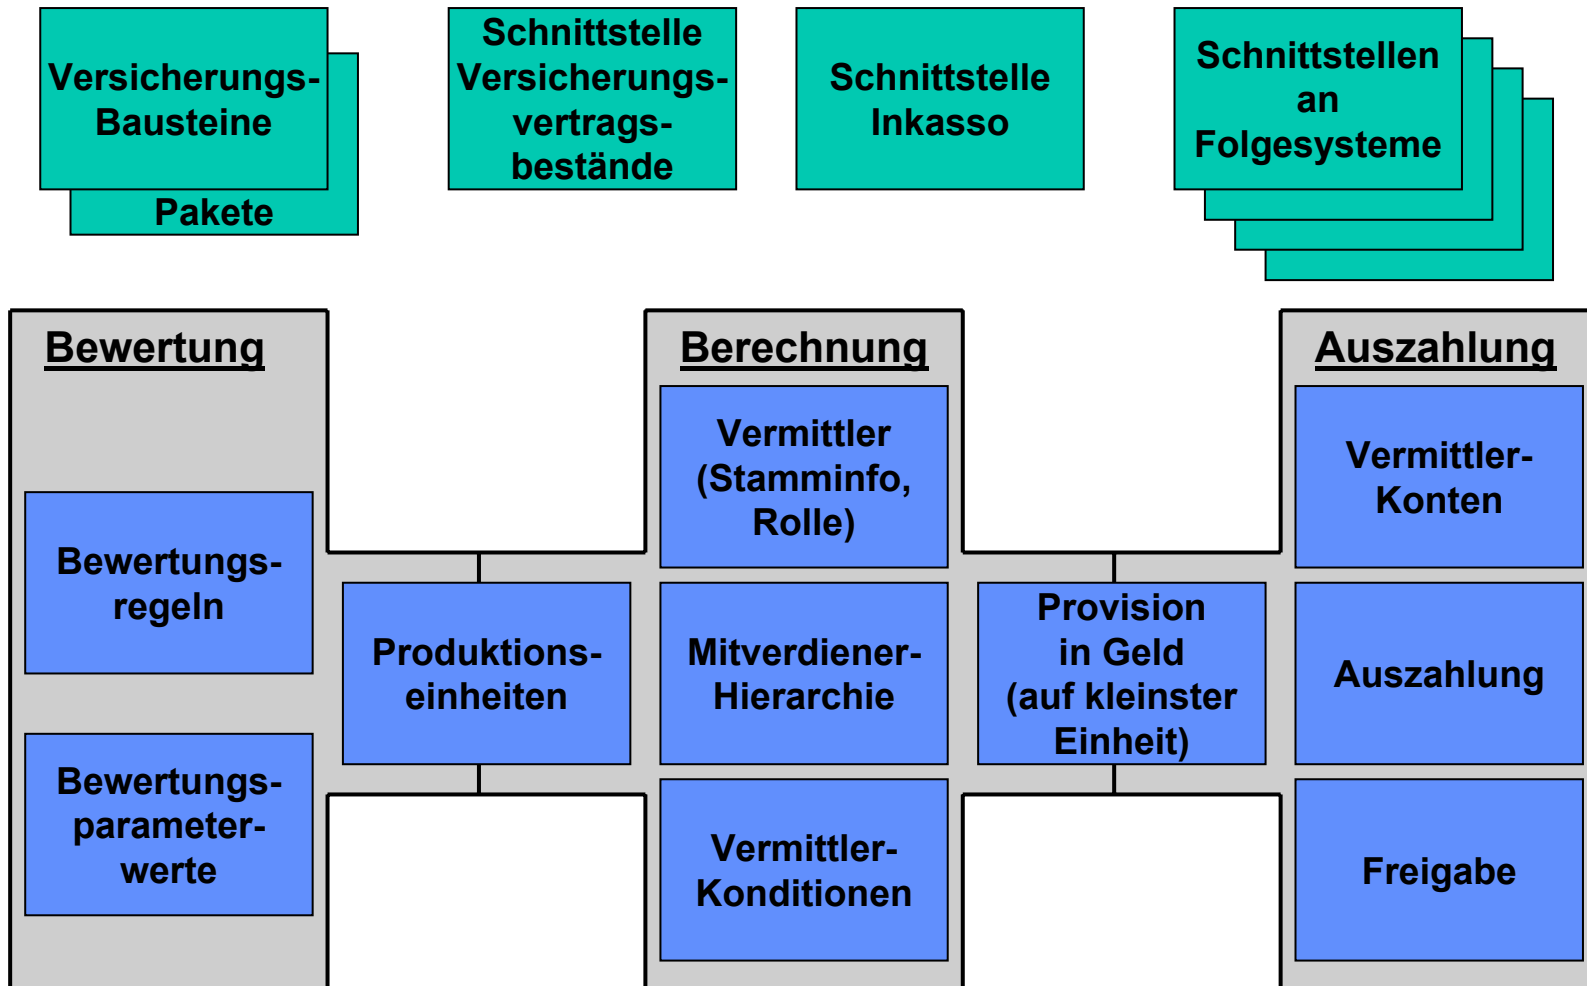 Versicherungs-
Bausteine
Pakete
Schnittstelle
Versicherungs-
vertrags-
bestände
Schnittstelle
Inkasso
Schnittstellen
an
Folgesysteme
Bewertung
Bewertungs-
regeln
Bewertungs-
parameter-
werte
Produktions-
einheiten
Berechnung
Vermittler
(Stamminfo,
Rolle)
Mitverdiener-
Hierarchie
Vermittler-
Konditionen
Provision
in Geld
(auf kleinster
Einheit)
Auszahlung
Vermittler-
Konten
Auszahlung
Freigabe